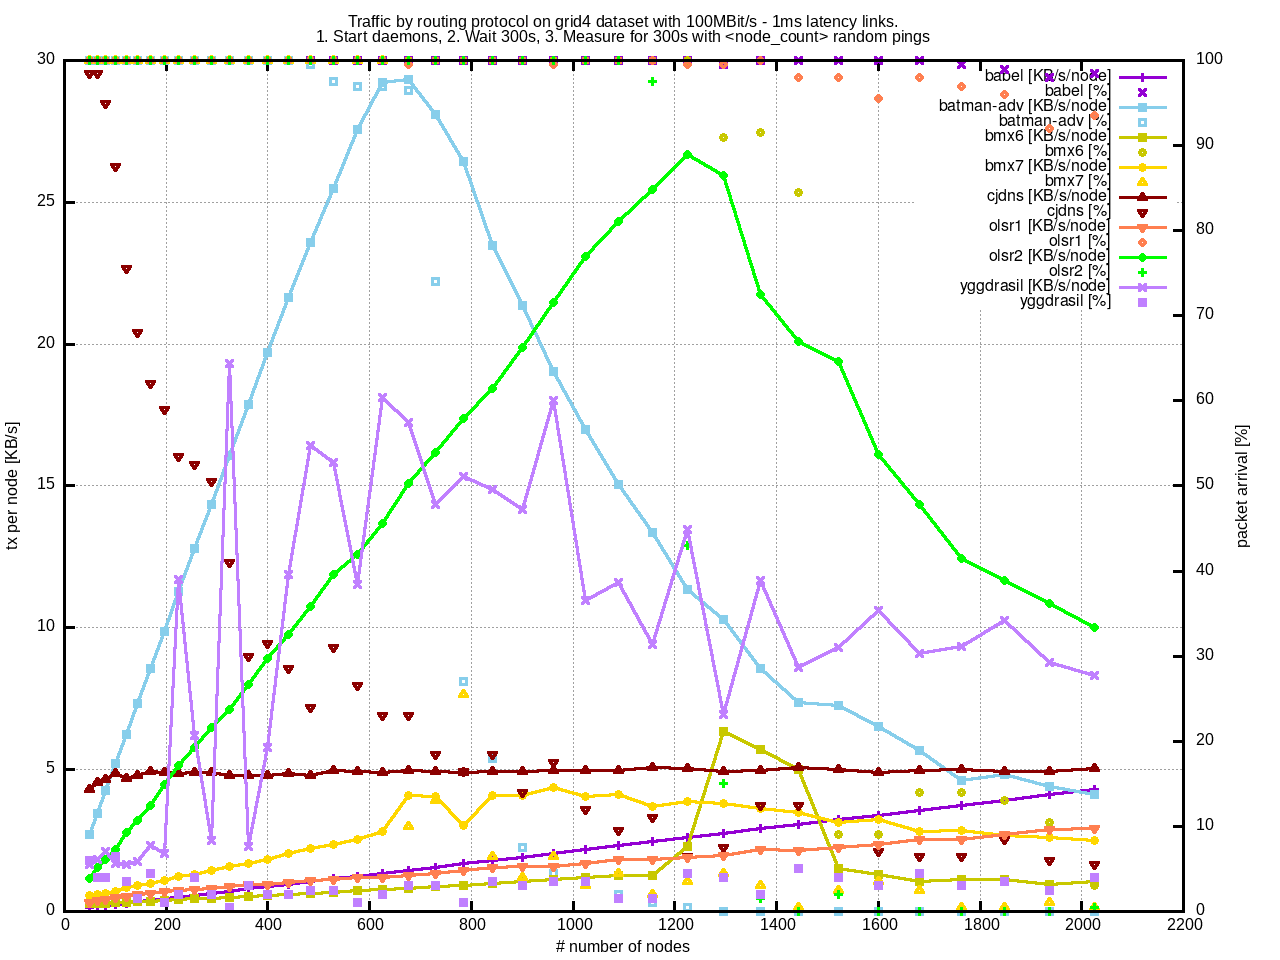 Traffic by routing protocol on grid4 dataset with 100MBit/s - 1ms latency links.
1. Start daemons, 2. Wait 300s, 3. Measure for 300s with <node_count> random pings
30
25
20
15
10
5
0
tx per node [KB/s]
100
90
80
70
60
50
40
30
20
10
0
packet arrival [%]
babel [KB/s/node]
babel [%]
batman-adv [KB/s/node]
batman-adv [%]
bmx6 [KB/s/node]
bmx6 [%]
bmx7 [KB/s/node]
bmx7 [%]
cjdns [KB/s/node]
cjdns [%]
olsr1 [KB/s/node]
olsr1 [%]
olsr2 [KB/s/node]
olsr2 [%]
yggdrasil [KB/s/node]
yggdrasil [%]
0 200 400 600 800 1000 1200 1400 1600 1800 2000 2200
# number of nodes